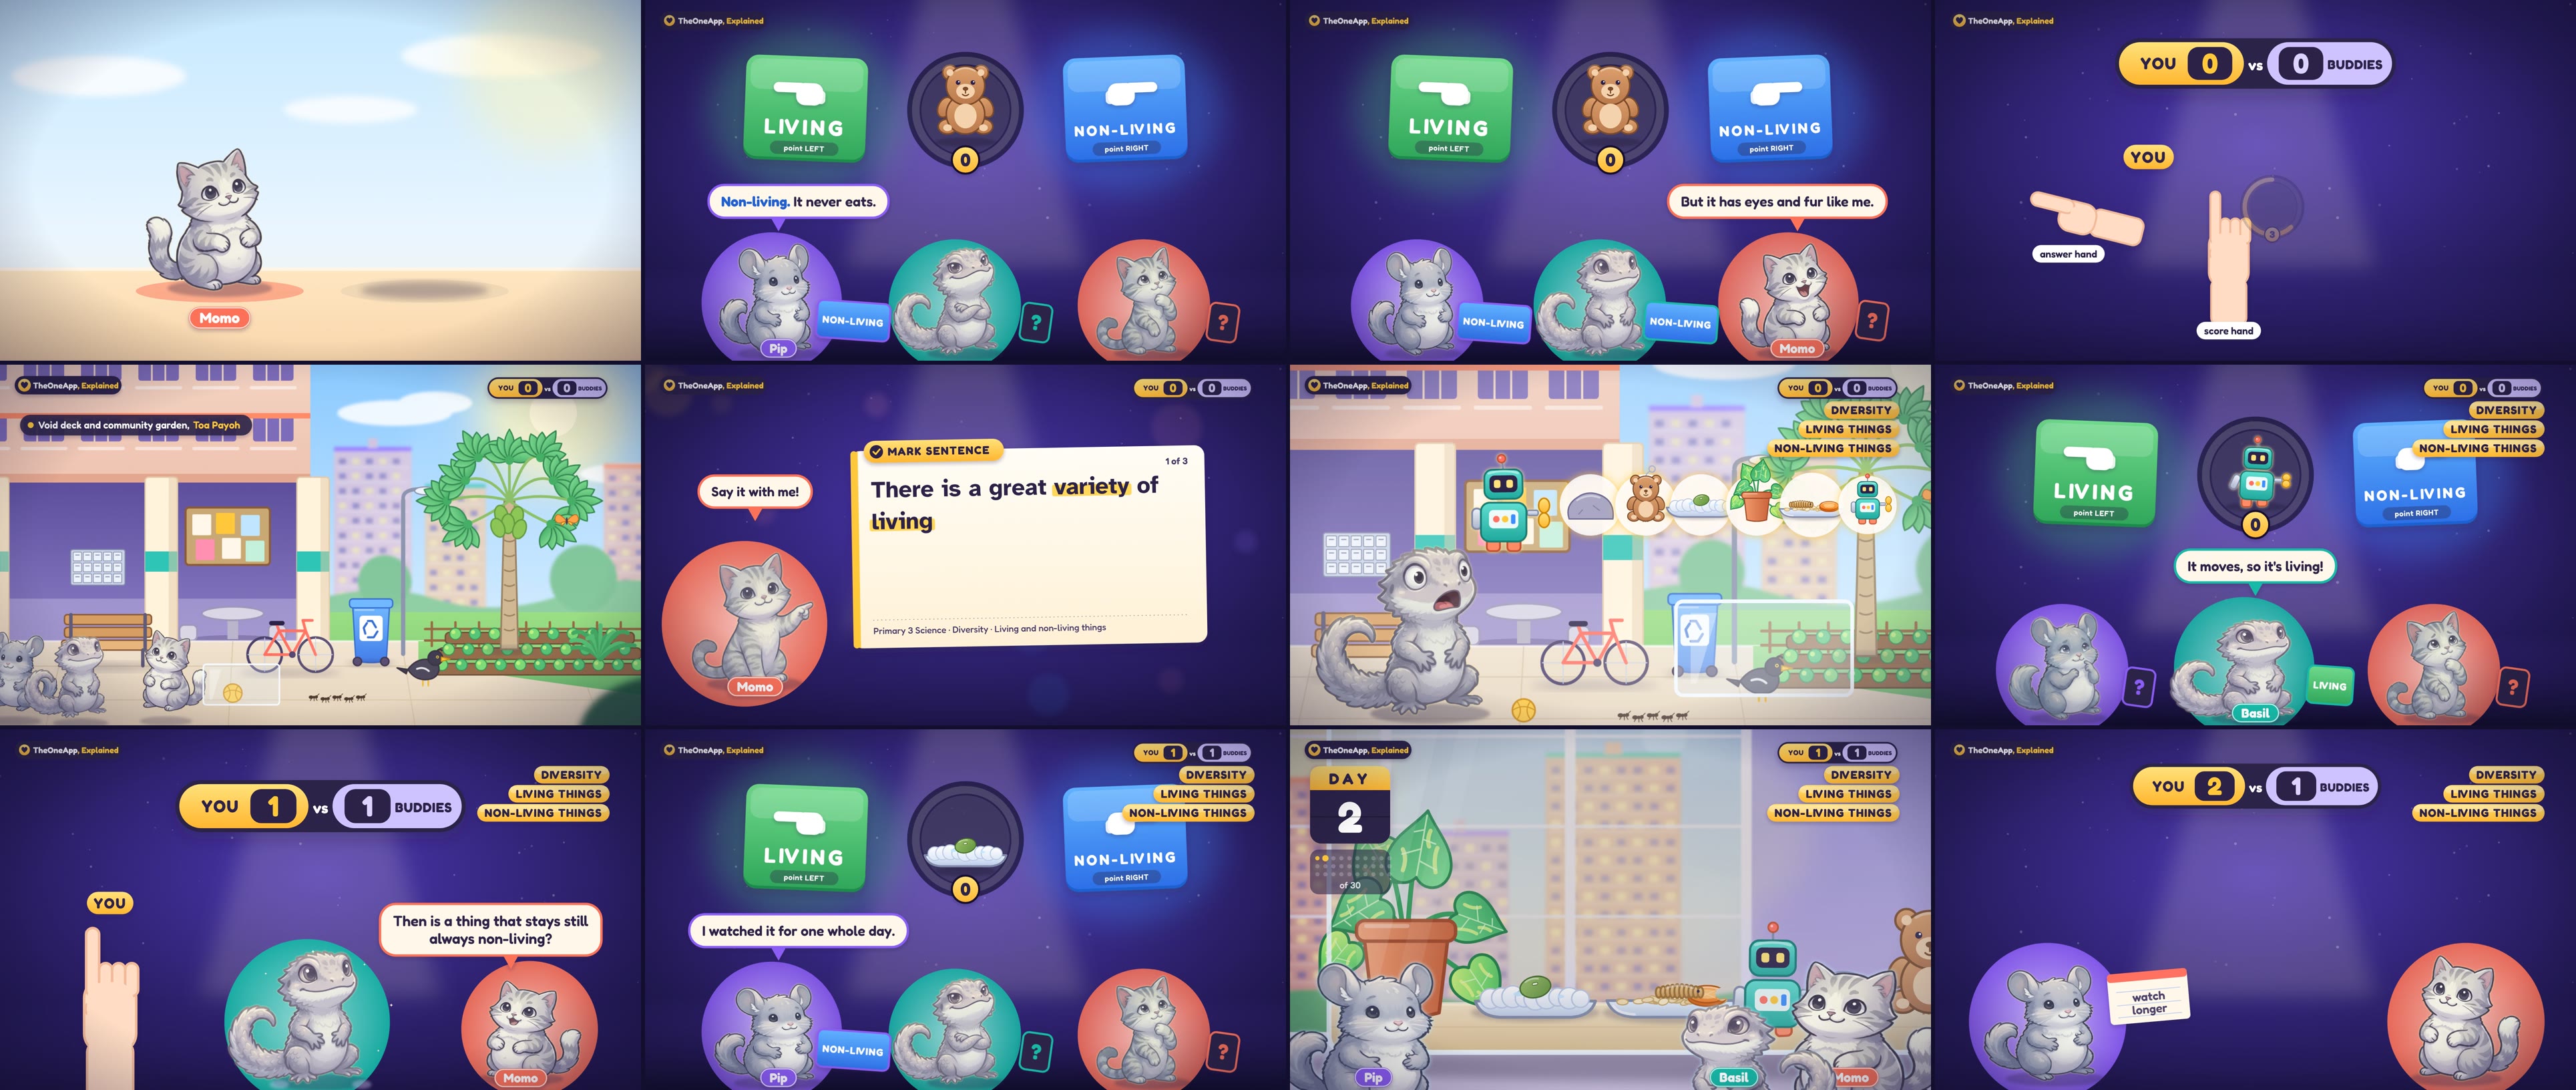 Momo
TheOneApp, Explained
LIVING
point LEFT
0
NON-LIVING
point RIGHT
Non-living. It never eats.
NON-LIVING
?
?
Pip
TheOneApp, Explained
LIVING
point LEFT
0
NON-LIVING
point RIGHT
But it has eyes and fur like me.
NON-LIVING
NON-LIVING
?
Momo
TheOneApp, Explained
YOU 0 vs 0 BUDDIES
YOU
3
answer hand
score hand
TheOneApp, Explained
YOU 0 vs 0 BUDDIES
Void deck and community garden, Toa Payoh
TheOneApp, Explained
YOU 0 vs 0 BUDDIES
MARK SENTENCE
1 of 3
There is a great variety of
living
Say it with me!
Primary 3 Science · Diversity · Living and non-living things
Momo
TheOneApp, Explained
YOU 0 vs 0 BUDDIES
DIVERSITY
LIVING THINGS
NON-LIVING THINGS
TheOneApp, Explained
YOU 0 vs 0 BUDDIES
DIVERSITY
LIVING THINGS
NON-LIVING THINGS
LIVING
point LEFT
0
NON-LIVING
point RIGHT
It moves, so it's living!
?
LIVING
?
Basil
TheOneApp, Explained
YOU 1 vs 1 BUDDIES
DIVERSITY
LIVING THINGS
NON-LIVING THINGS
YOU
Then is a thing that stays still
always non-living?
Momo
TheOneApp, Explained
YOU 1 vs 1 BUDDIES
DIVERSITY
LIVING THINGS
NON-LIVING THINGS
LIVING
point LEFT
0
NON-LIVING
point RIGHT
I watched it for one whole day.
NON-LIVING
?
?
Pip
TheOneApp, Explained
YOU 1 vs 1 BUDDIES
DIVERSITY
LIVING THINGS
NON-LIVING THINGS
DAY
2
of 30
Pip
Basil
Momo
TheOneApp, Explained
YOU 2 vs 1 BUDDIES
DIVERSITY
LIVING THINGS
NON-LIVING THINGS
watch
longer